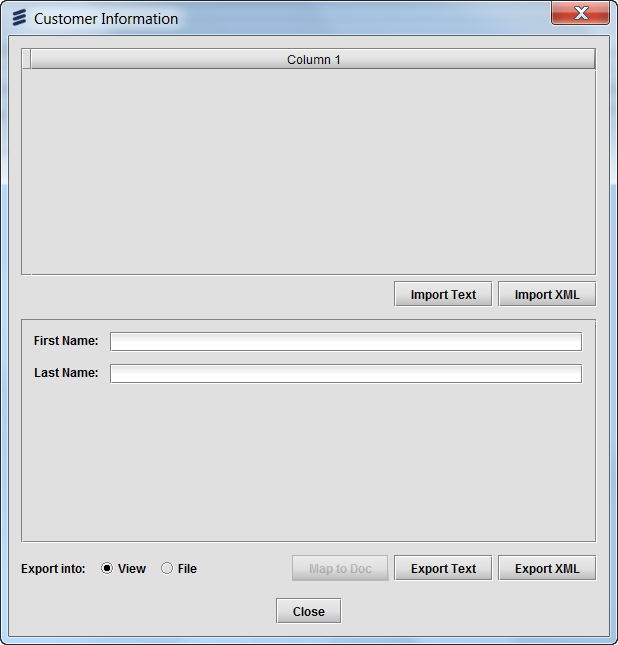 Customer Information
Column 1
Import Text Import XML
First Name:
Last Name:
Export into: View File Map to Doc Export Text Export XML
Close